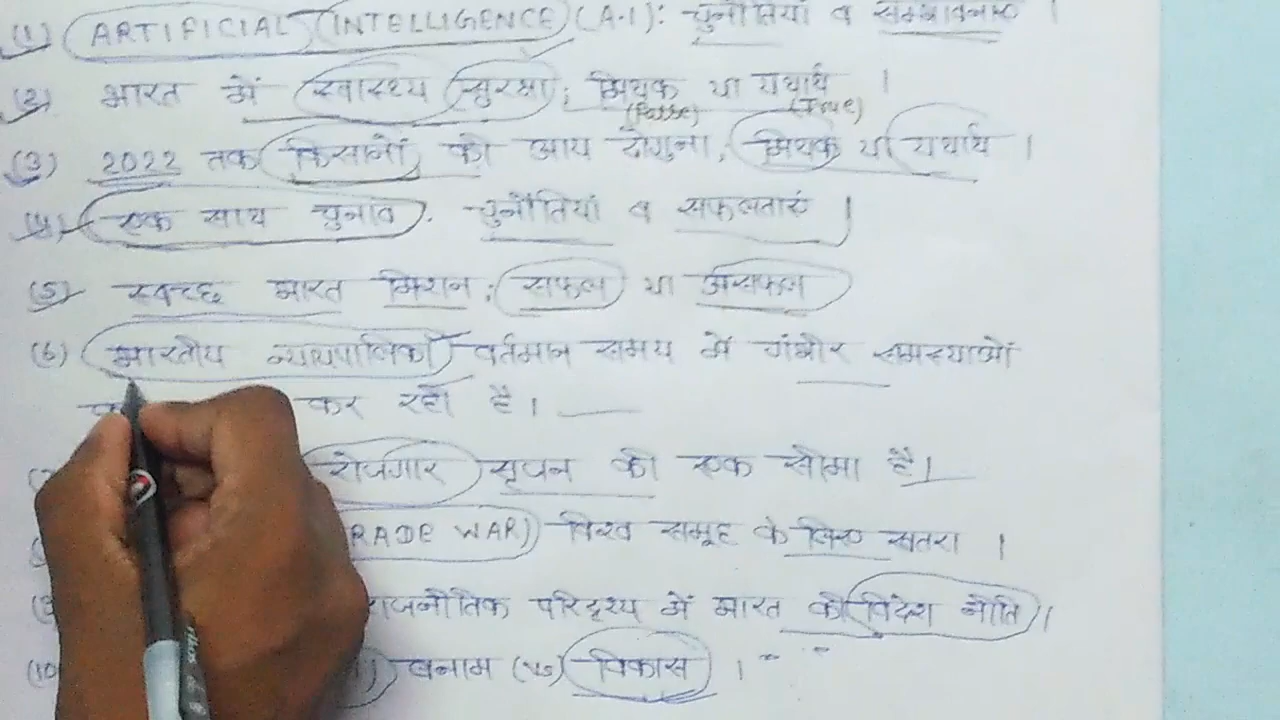 (1) ARTIFICIAL INTELLIGENCE (A.I): चुनौतियां व सम्भावनाएं ।
(2) भारत में स्वास्थ्य सुरक्षा; मिथक या यथार्थ ।
(False) (True)
(3) 2022 तक किसानों की आय दोगुना, मिथक या यथार्थ ।
(4) एक साथ चुनाव. चुनौतियां व सफलताएं ।
(5) स्वच्छ भारत मिशन; सफल या असफल
(6) भारतीय न्यायपालिका वर्तमान समय में गंभीर समस्याओं
कर रही है।
रोजगार सृजन की एक सीमा है।
RADE WAR) विश्व समूह के लिए खतरा ।
राजनीतिक परिदृश्य में भारत की विदेश नीति ।
(10) बनाम (vs) विकास ।